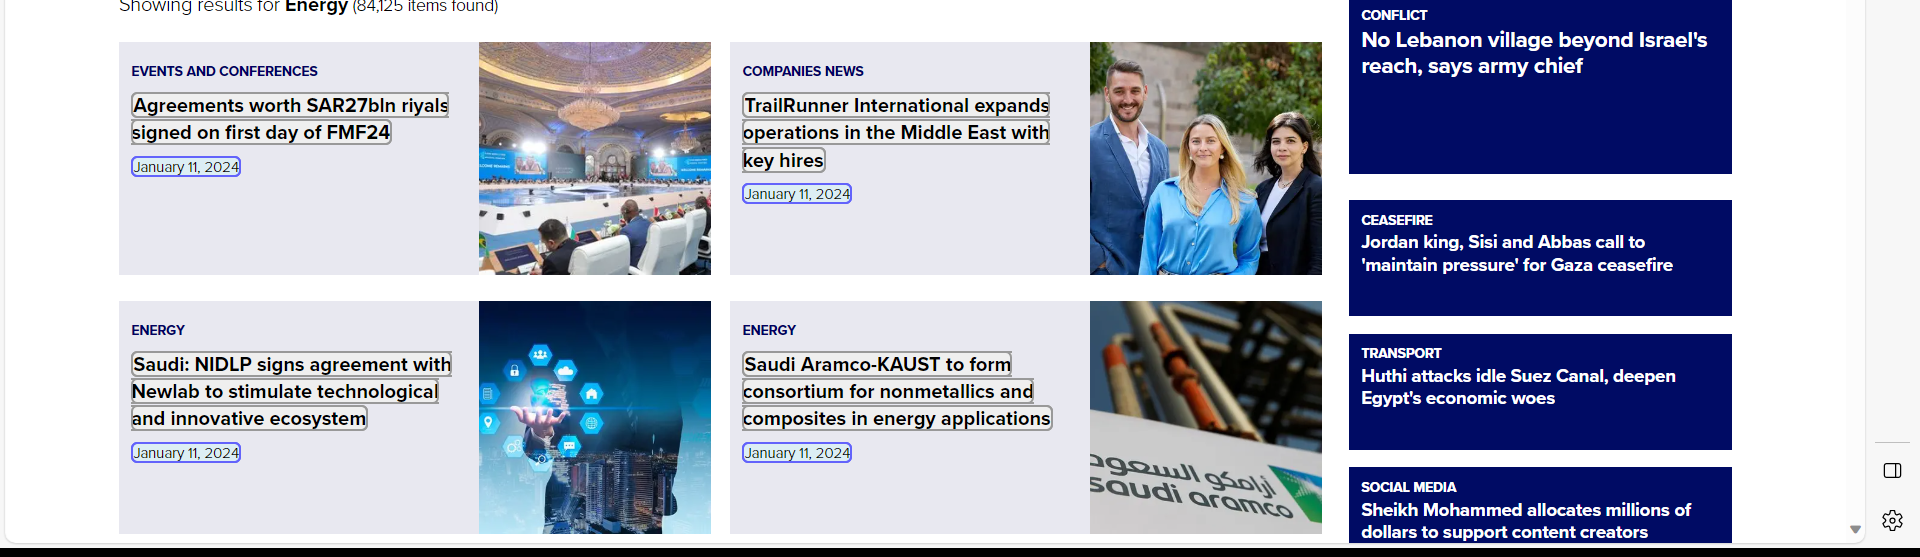 Showing results for Energy (84,125 items found)
EVENTS AND CONFERENCES
Agreements worth SAR27bln riyals
signed on first day of FMF24
January 11, 2024
COMPANIES NEWS
TrailRunner International expands
operations in the Middle East with
key hires
January 11, 2024
ENERGY
Saudi: NIDLP signs agreement with
Newlab to stimulate technological
and innovative ecosystem
January 11, 2024
ENERGY
Saudi Aramco-KAUST to form
consortium for nonmetallics and
composites in energy applications
January 11, 2024
أرامكو السعودية
saudi aramco
CONFLICT
No Lebanon village beyond Israel's
reach, says army chief
CEASEFIRE
Jordan king, Sisi and Abbas call to
'maintain pressure' for Gaza ceasefire
TRANSPORT
Huthi attacks idle Suez Canal, deepen
Egypt's economic woes
SOCIAL MEDIA
Sheikh Mohammed allocates millions of
dollars to support content creators